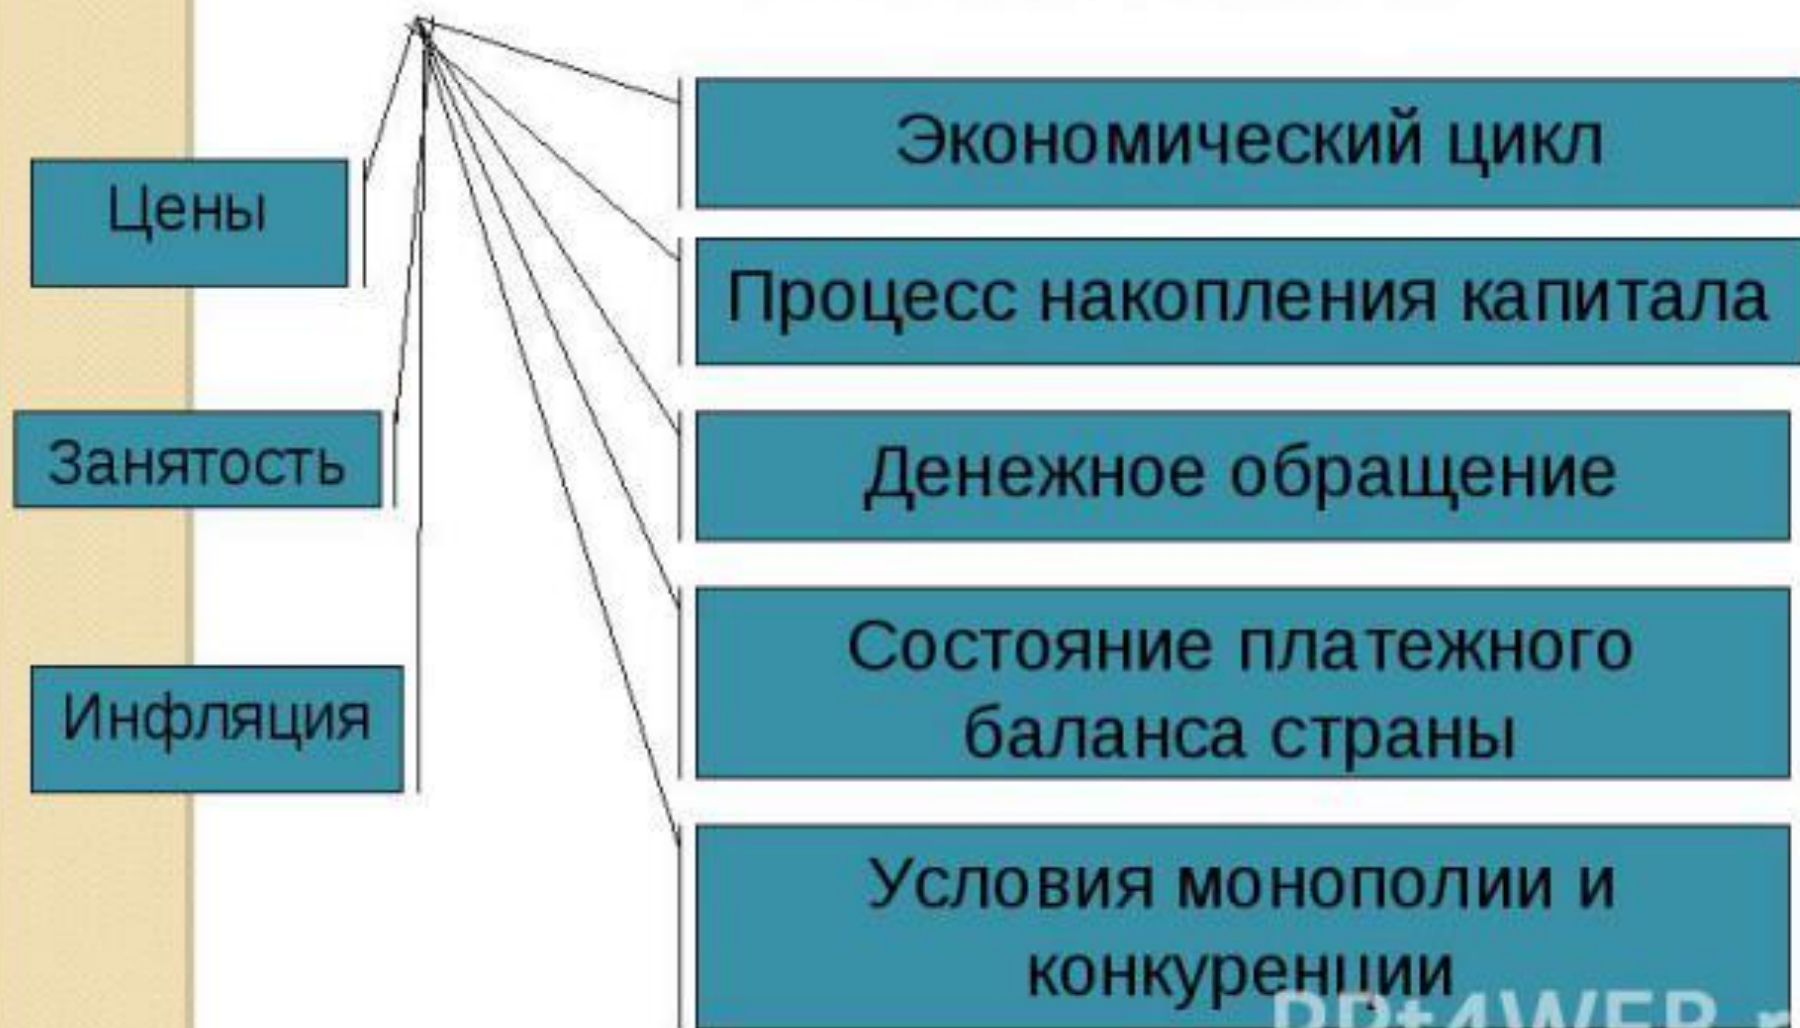 Цены
Занятость
Инфляция
Экономический цикл
Процесс накопления капитала
Денежное обращение
Состояние платежного
баланса страны
Условия монополии и
конкуренции